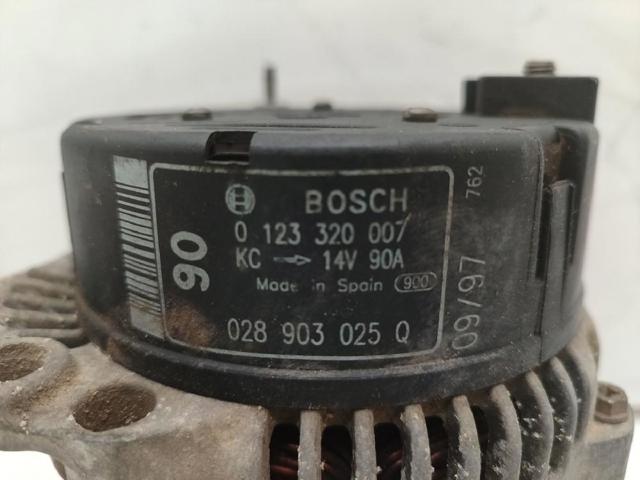 BOSCH
0 123 320 007
KC → 14V 90A
Made in Spain 900
028 903 025 Q
90
09/97
762